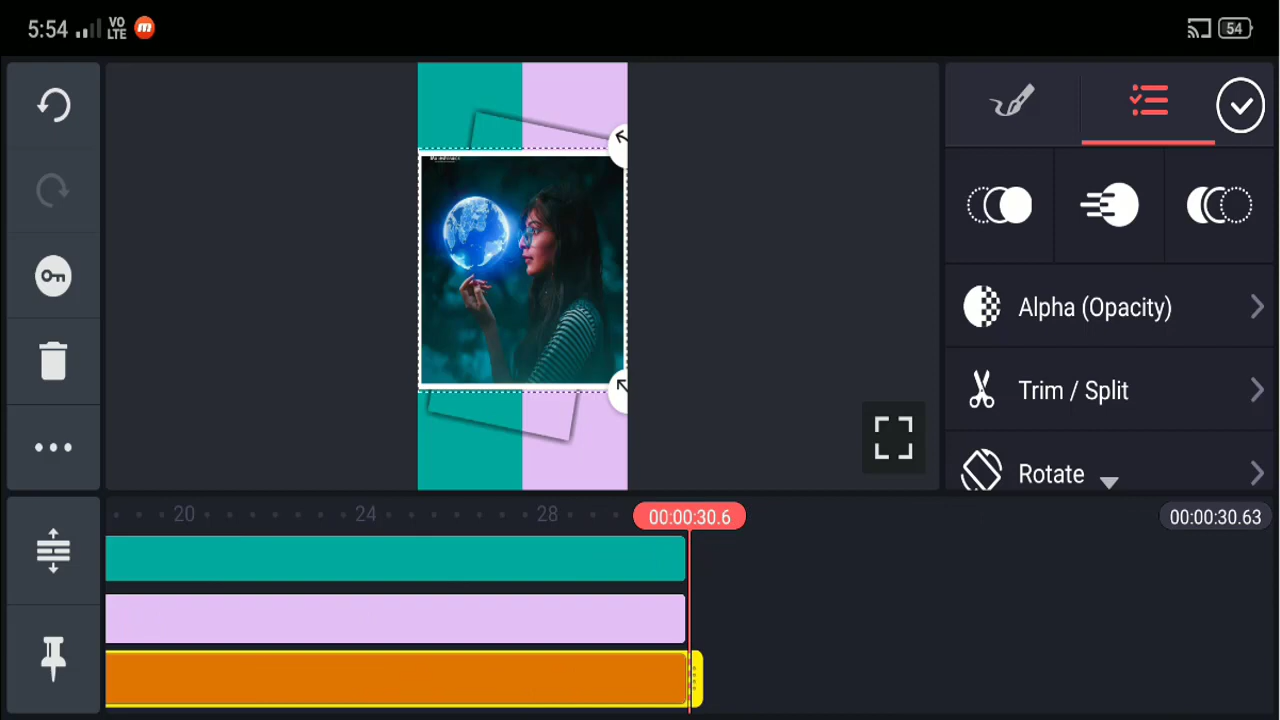 5:54 VO LTE m 54
Alpha (Opacity)
Trim / Split
Rotate
20 24 28 00:00:30.6 00:00:30.63